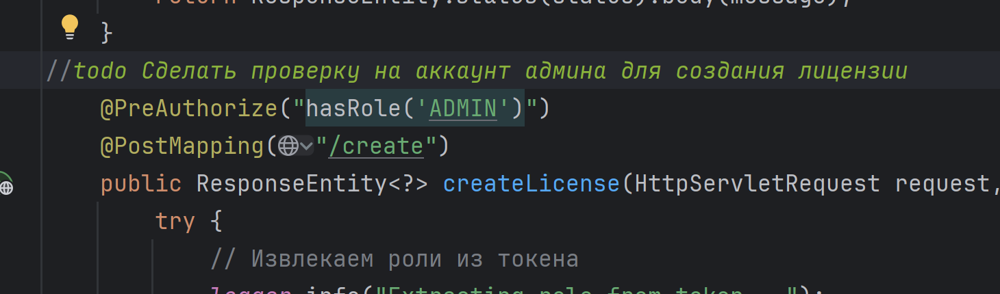 return ResponseEntity.status(status).body(message);
}
//todo Сделать проверку на аккаунт админа для создания лицензии
@PreAuthorize("hasRole('ADMIN')")
@PostMapping("/create")
public ResponseEntity<?> createLicense(HttpServletRequest request,
try {
// Извлекаем роли из токена
logger.info("Extracting role from token...");